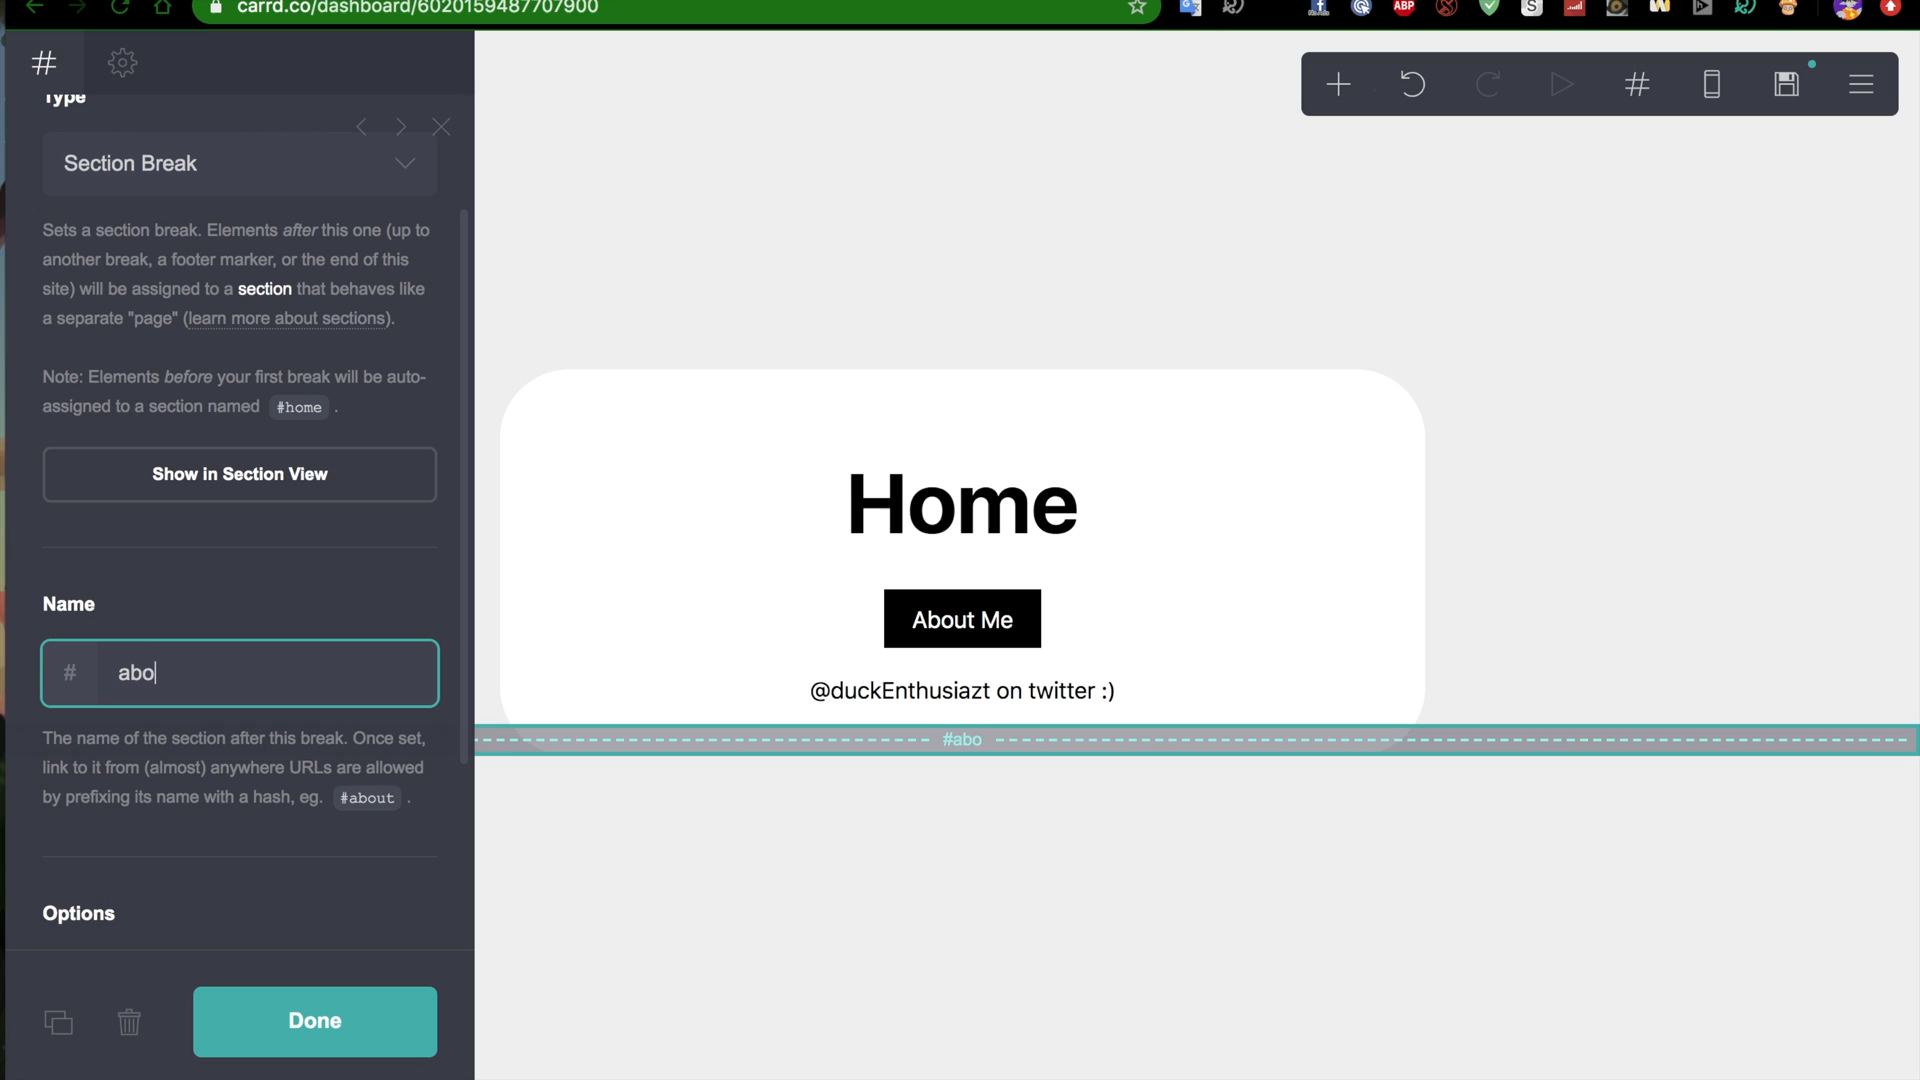 carrd.co/dashboard/6020159487707900
ABP
S
#
Type
Section Break
Sets a section break. Elements after this one (up to
another break, a footer marker, or the end of this
site) will be assigned to a section that behaves like
a separate "page" (learn more about sections).
Note: Elements before your first break will be auto-
assigned to a section named #home .
Show in Section View
Name
# abo
The name of the section after this break. Once set,
link to it from (almost) anywhere URLs are allowed
by prefixing its name with a hash, eg. #about .
Options
Done
#
Home
About Me
@duckEnthusiazt on twitter :)
#abo